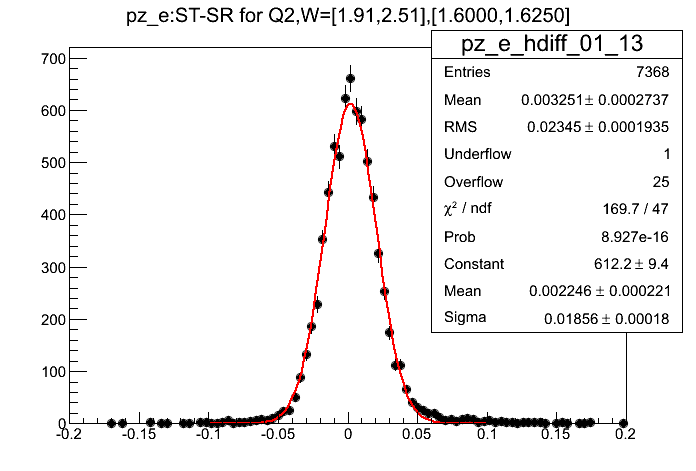 pz_e:ST-SR for Q2,W=[1.91,2.51],[1.6000,1.6250]
pz_e_hdiff_01_13
Entries 7368
Mean 0.003251± 0.0002737
RMS 0.02345± 0.0001935
Underflow 1
Overflow 25
χ² / ndf 169.7 / 47
Prob 8.927e-16
Constant 612.2 ± 9.4
Mean 0.002246 ± 0.000221
Sigma 0.01856 ± 0.00018
700
600
500
400
300
200
100
0
-0.2 -0.15 -0.1 -0.05 0 0.05 0.1 0.15 0.2